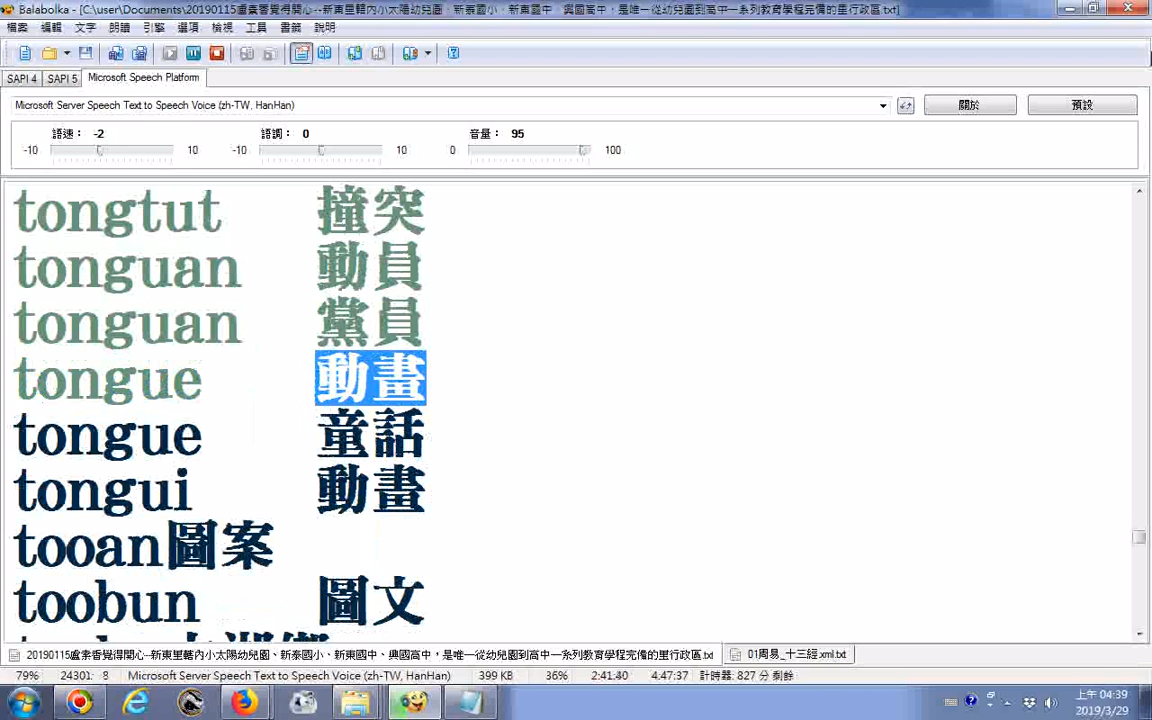 Balabolka - [C:\user\Documents\20190115盧素香覺得開心--新東里轄內小太陽幼兒園、新泰國小、新東國中、興國高中，是唯一從幼兒園到高中一系列教育學程完備的里行政區.txt]
檔案 編輯 文字 朗讀 引擎 選項 檢視 工具 書籤 說明
SAPI 4 SAPI 5 Microsoft Speech Platform
Microsoft Server Speech Text to Speech Voice (zh-TW, HanHan) 關於 預設
語速： -2 語調： 0 音量： 95
-10 10 -10 10 0 100
tongtut 撞突
tonguan 動員
tonguan 黨員
tongue 動畫
tongue 童話
tongui 動畫
tooan圖案
toobun 圖文
20190115盧素香覺得開心--新東里轄內小太陽幼兒園、新泰國小、新東國中、興國高中，是唯一從幼兒園到高中一系列教育學程完備的里行政區.txt 01周易_十三經.xml.txt
79% 24301: 8 Microsoft Server Speech Text to Speech Voice (zh-TW, HanHan) 399 KB 36% 2:41:40 4:47:37 計時器: 827 分 剩餘
上午 04:39
2019/3/29